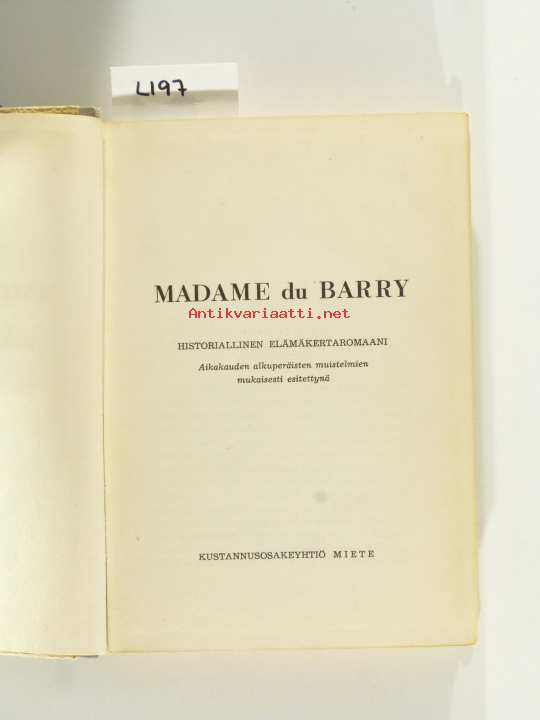 L197
MADAME du BARRY
Antikvariaatti.net
HISTORIALLINEN ELÄMÄKERTAROMAANI
Aikakauden alkuperäisten muistelmien
mukaisesti esitettynä
KUSTANNUSOSAKEYHTIÖ MIETE